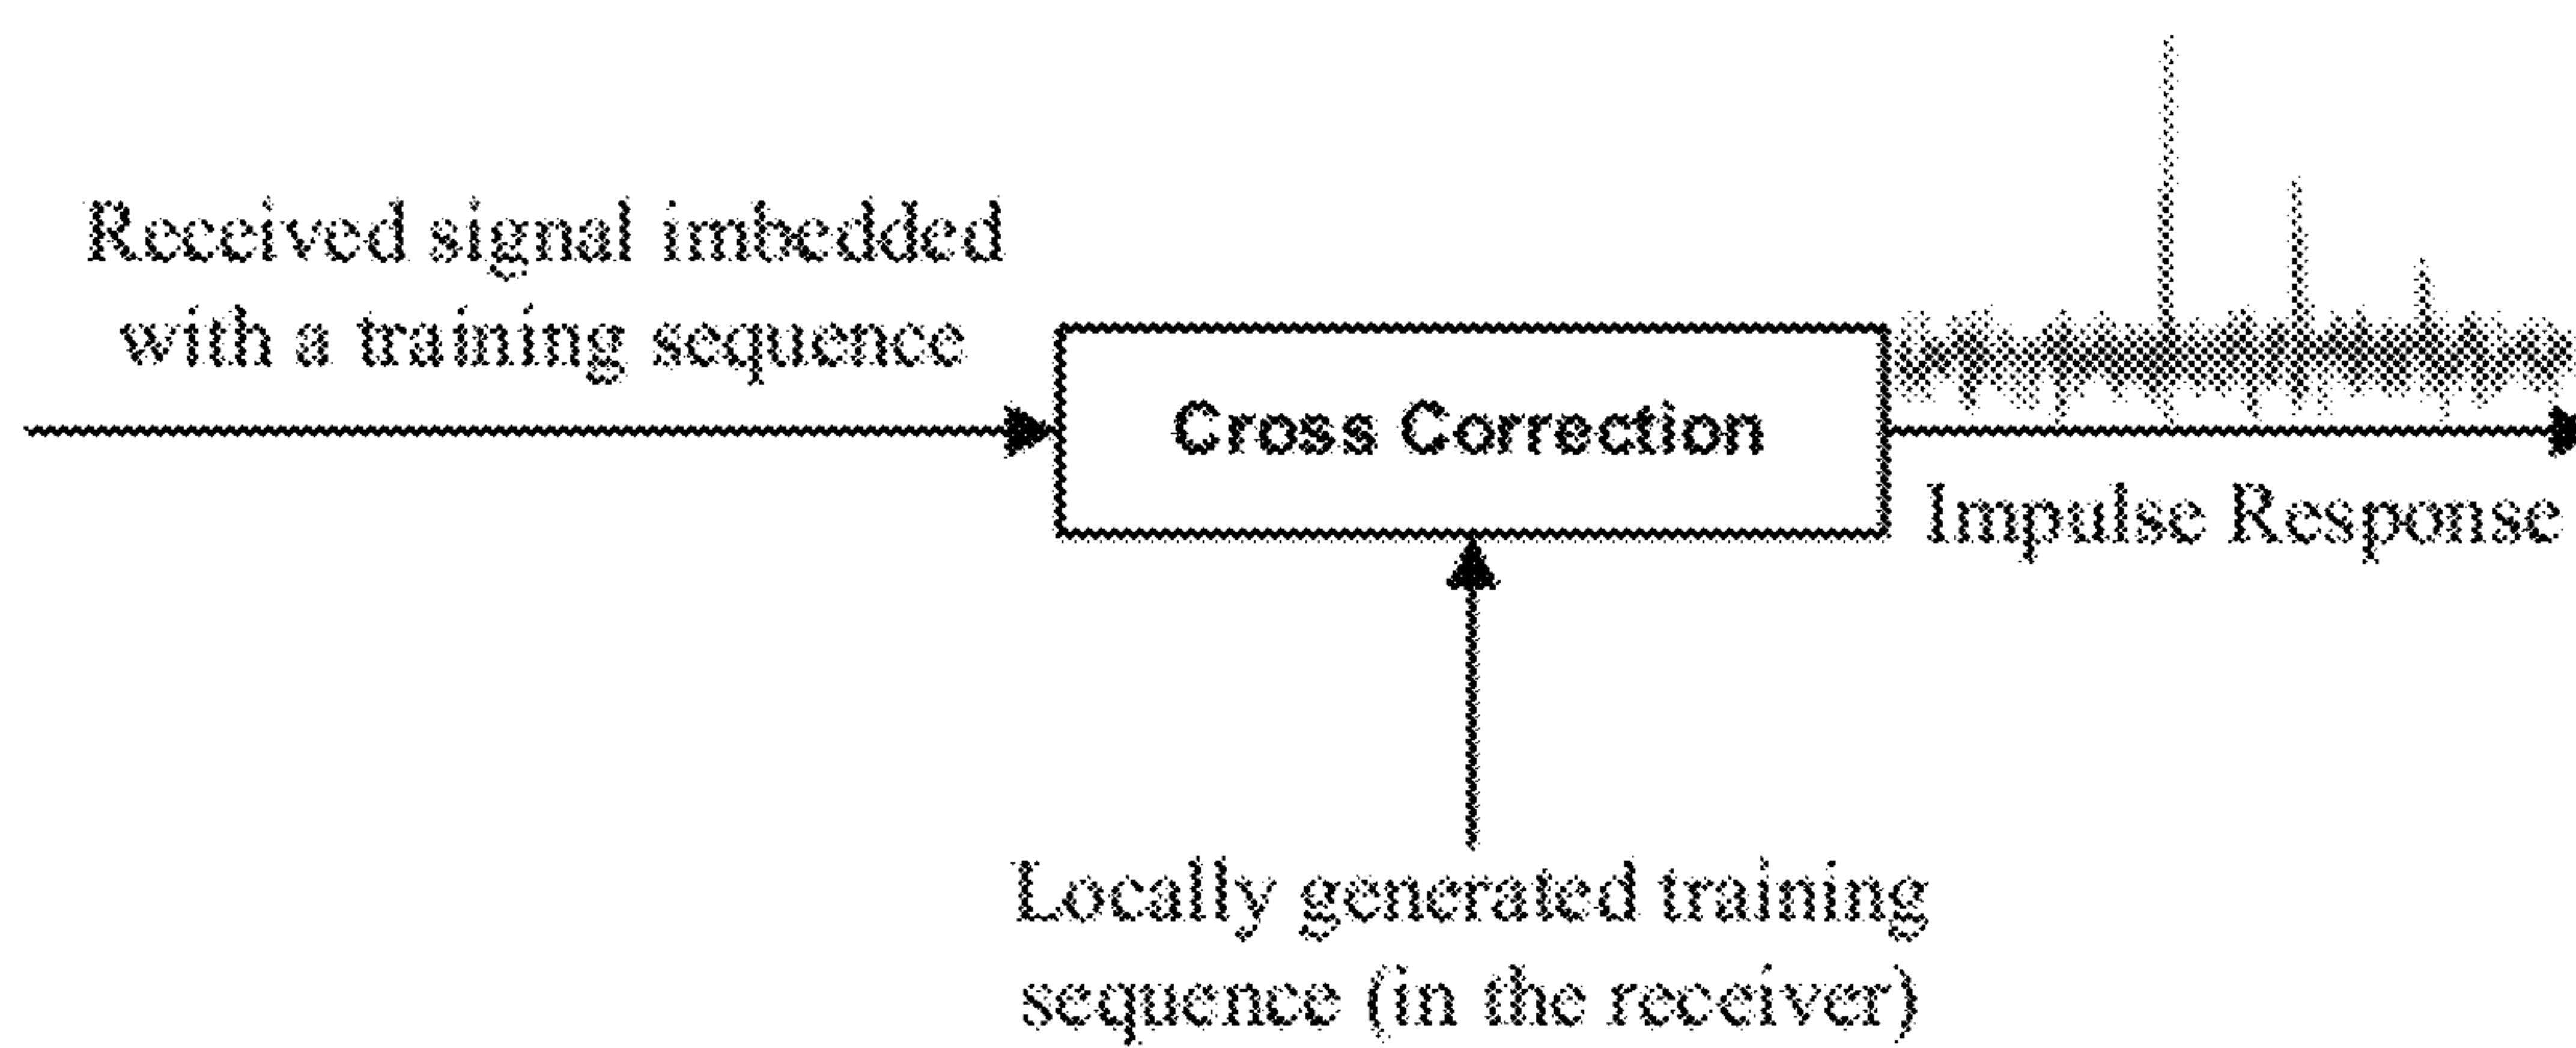 Received signal imbedded
with a training sequence
Cross Correction
Impulse Response
Locally generated training
sequence (in the receiver)